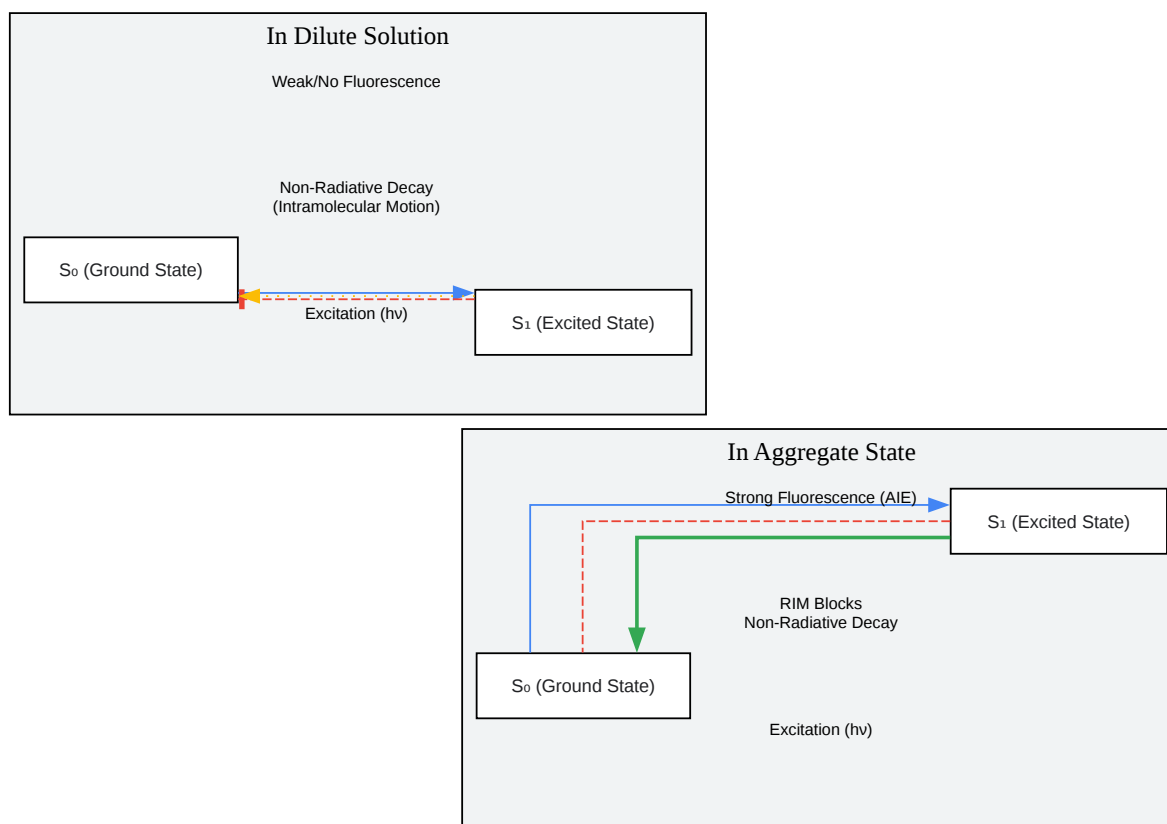 In Dilute Solution
Weak/No Fluorescence
Non-Radiative Decay
(Intramolecular Motion)
S₀ (Ground State)
Excitation (hν)
S₁ (Excited State)
In Aggregate State
Strong Fluorescence (AIE)
S₁ (Excited State)
RIM Blocks
Non-Radiative Decay
S₀ (Ground State)
Excitation (hν)